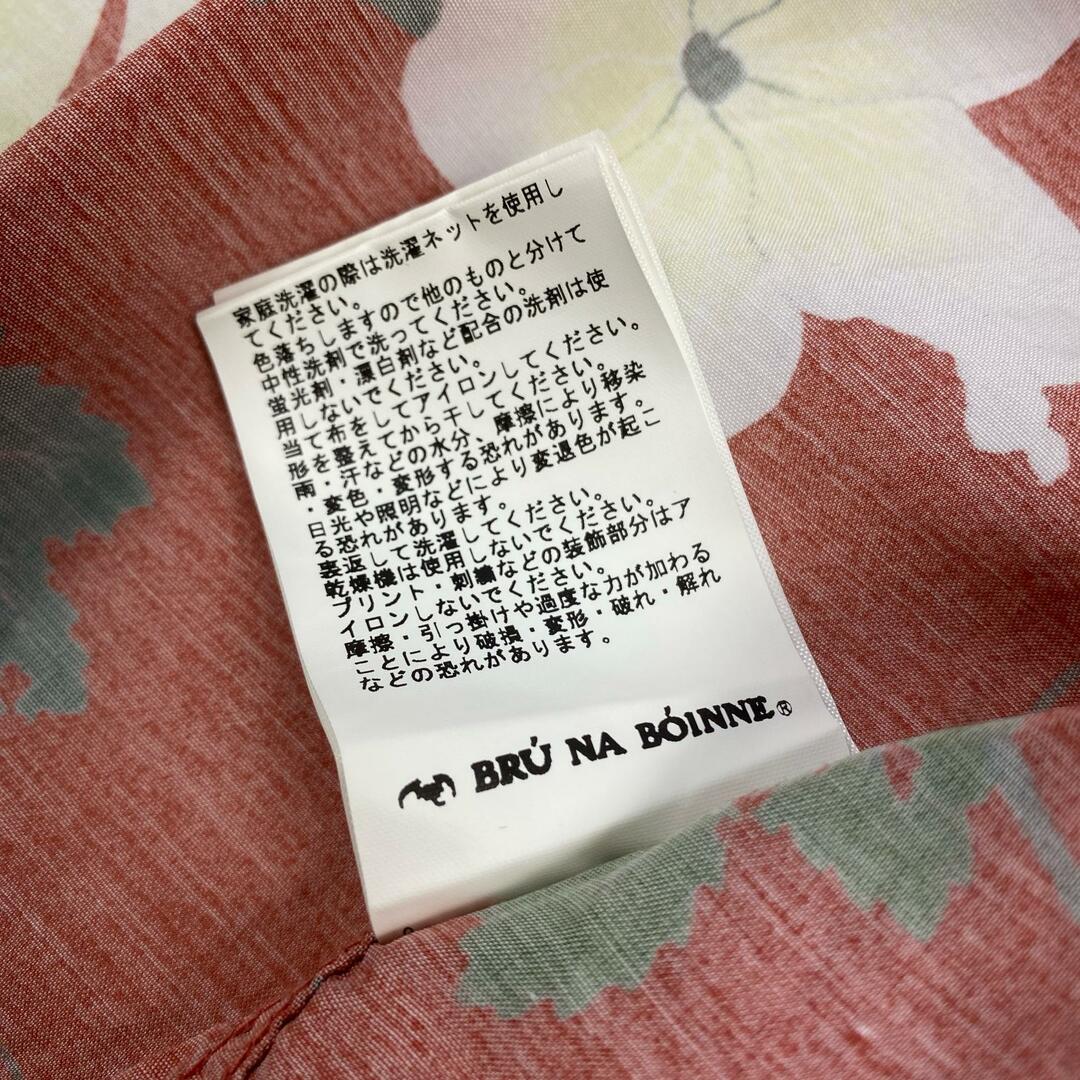 家庭洗濯の際は洗濯ネットを使用し
てください。
色落ちしますので他のものと分けて
中性洗剤で洗ってください。
蛍光剤・漂白剤など配合の洗剤は使
用しないでください。
当て布をしてアイロンしてください。
形を整えてから干してください。
雨・汗などの水分、摩擦により移染
・変色・変形する恐れがあります。
日光や照明などにより変退色が起こ
る恐れがあります。
裏返して洗濯してください。
乾燥機は使用しないでください。
プリント・刺繍などの装飾部分はア
イロンしないでください。
摩擦・引っ掛けや過度な力が加わる
ことにより破損・変形・破れ・解れ
などの恐れがあります。
BRÚ NA BÓINNE®